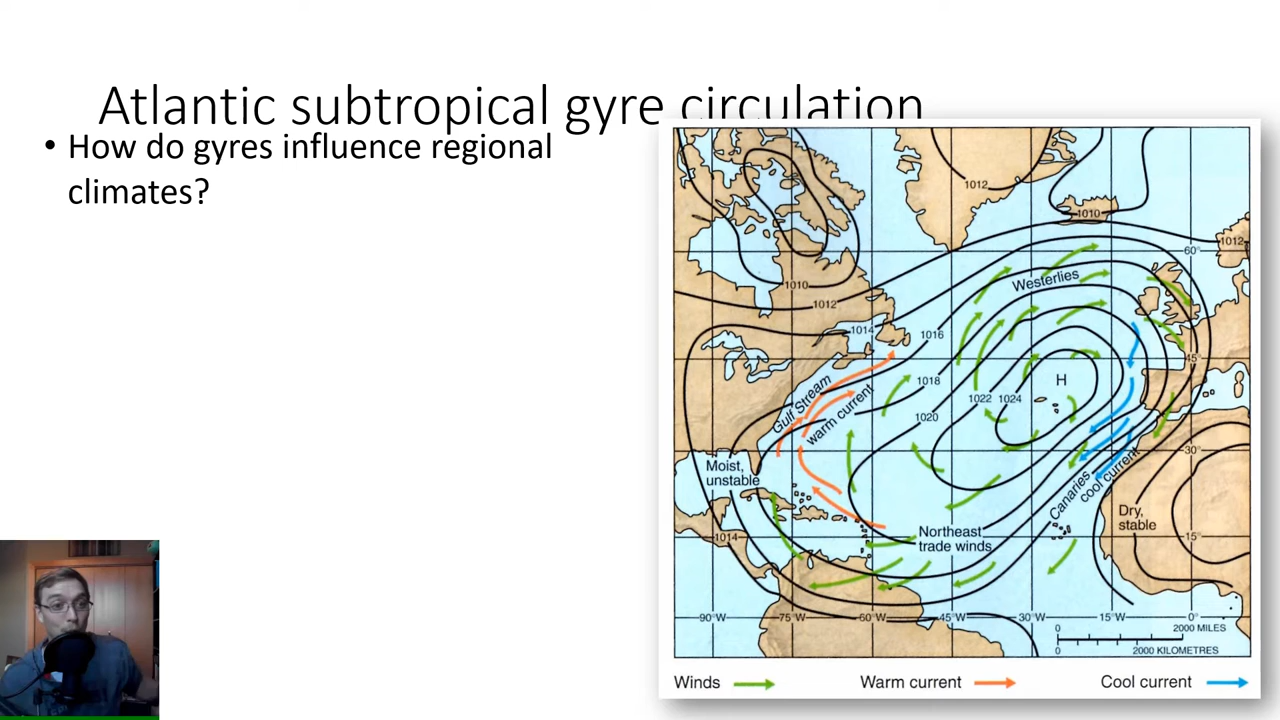 Atlantic subtropical gyre circulation
• How do gyres influence regional
climates?
1012
1010
1012
60°
1010
1012
Westerlies
1014
1016
45°
H
1018
1022
1024
Gulf Stream
warm current
1020
30°
Moist,
unstable
Canaries
cool current
Dry,
stable
Northeast
trade winds
1014
15°
90°W
75°W
60°W
45°W
30°W
15°W
0°
0
2000 MILES
0
2000 KILOMETRES
Winds
Warm current
Cool current